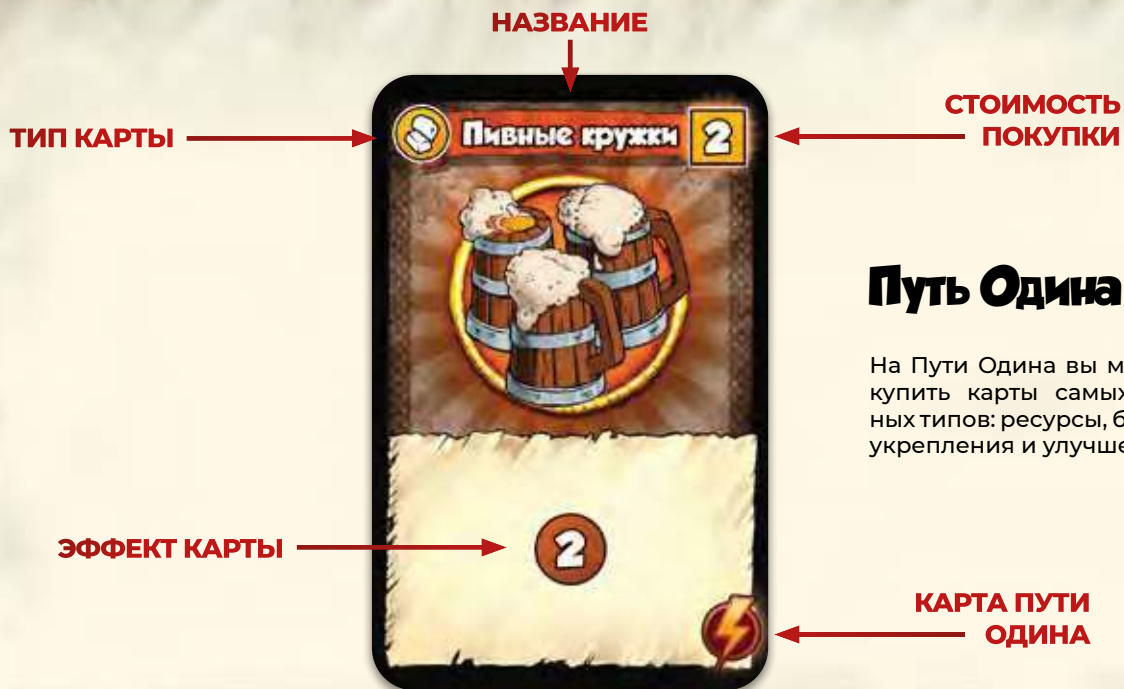 НАЗВАНИЕ
ТИП КАРТЫ
Пивные кружки 2
СТОИМОСТЬ
ПОКУПКИ
Путь Одина
На Пути Одина вы
купить карты самых
ных типов: ресурсы,
укрепления и
2
ЭФФЕКТ КАРТЫ
КАРТА ПУТИ
ОДИНА